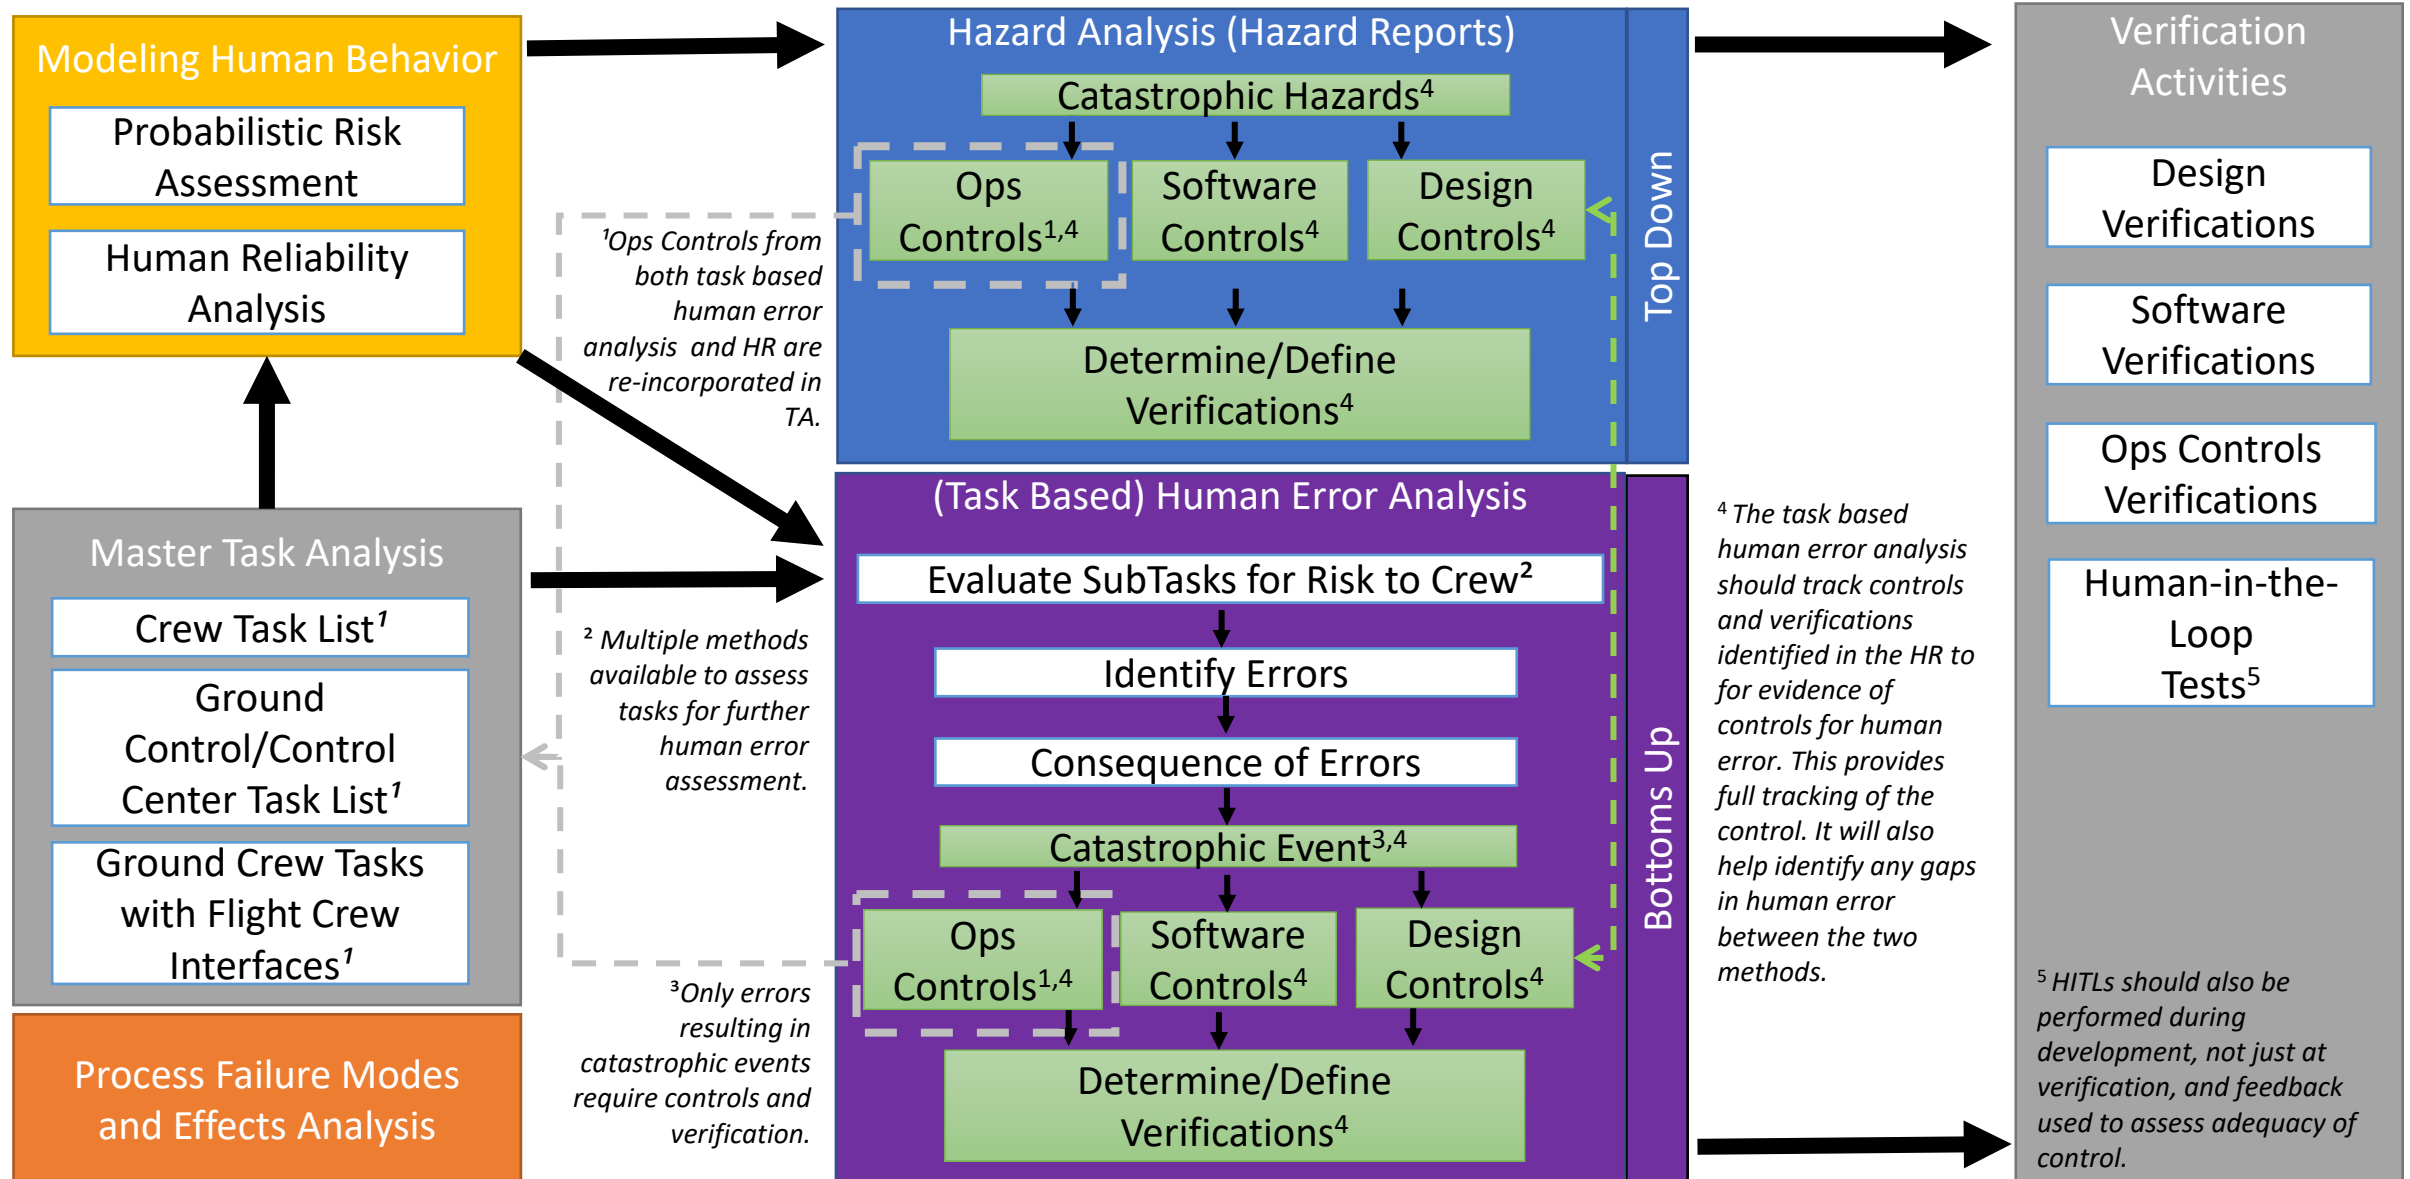 Modeling Human Behavior
Probabilistic Risk
Assessment
Human Reliability
Analysis
Master Task Analysis
Crew Task List¹
Ground
Control/Control
Center Task List¹
Ground Crew Tasks
with Flight Crew
Interfaces¹
Process Failure Modes
and Effects Analysis
¹Ops Controls from
both task based
human error
analysis and HR are
re-incorporated in
TA.
² Multiple methods
available to assess
tasks for further
human error
assessment.
³Only errors
resulting in
catastrophic events
require controls and
verification.
Hazard Analysis (Hazard Reports)
Catastrophic Hazards⁴
Ops
Controls¹,⁴
Software
Controls⁴
Design
Controls⁴
Determine/Define
Verifications⁴
Top Down
(Task Based) Human Error Analysis
Evaluate SubTasks for Risk to Crew²
Identify Errors
Consequence of Errors
Catastrophic Event³,⁴
Ops
Controls¹,⁴
Software
Controls⁴
Design
Controls⁴
Determine/Define
Verifications⁴
Bottoms Up
⁴ The task based
human error analysis
should track controls
and verifications
identified in the HR to
for evidence of
controls for human
error. This provides
full tracking of the
control. It will also
help identify any gaps
in human error
between the two
methods.
Verification
Activities
Design
Verifications
Software
Verifications
Ops Controls
Verifications
Human-in-the-
Loop
Tests⁵
⁵ HITLs should also be
performed during
development, not just at
verification, and feedback
used to assess adequacy of
control.